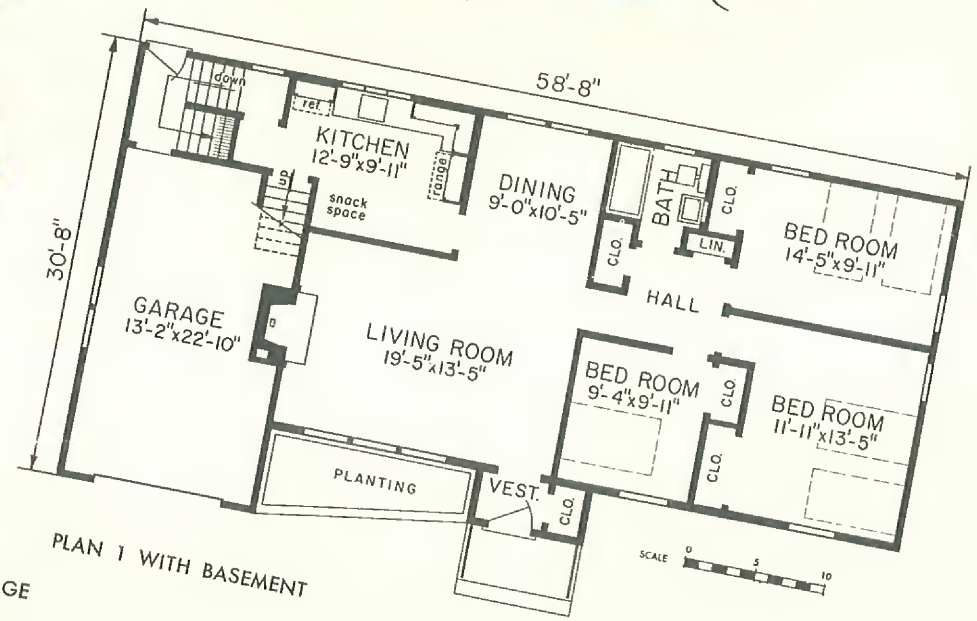 58'-8"
30'-8"
down
ref.
KITCHEN
12'-9"x9'-11"
range
up
snack
space
DINING
9'-0"x10'-5"
BATH
CLO.
CLO.
LIN.
BED ROOM
14'-5"x9'-11"
HALL
GARAGE
13'-2"x22'-10"
LIVING ROOM
19'-5"x13'-5"
BED ROOM
9'-4"x9'-11"
CLO.
BED ROOM
11'-11"x13'-5"
CLO.
PLANTING
VEST.
CLO.
PLAN 1 WITH BASEMENT
SCALE 0 5 10
GE